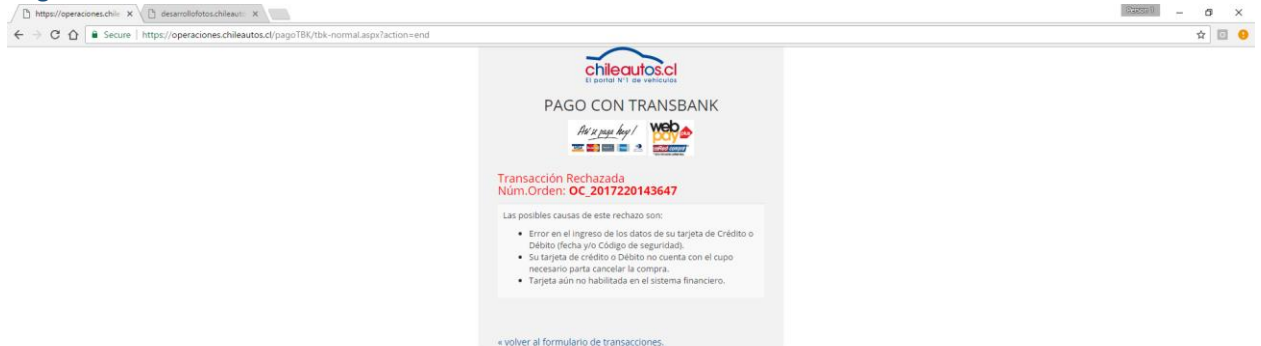 https://operaciones.chile
desarrollofotos.chileauto
Secure
https://operaciones.chileautos.cl/pagoTBK/tbk-normal.aspx?action=end
chileautos.cl
El portal N°1 de vehículos
PAGO CON TRANSBANK
Así se paga hoy!
web
pay
Transacción Rechazada
Núm.Orden: OC_2017220143647
Las posibles causas de este rechazo son:
Error en el ingreso de los datos de su tarjeta de Crédito o
Débito (fecha y/o Código de seguridad).
Su tarjeta de crédito o Débito no cuenta con el cupo
necesario parta cancelar la compra.
Tarjeta aún no habilitada en el sistema financiero.
« volver al formulario de transacciones.